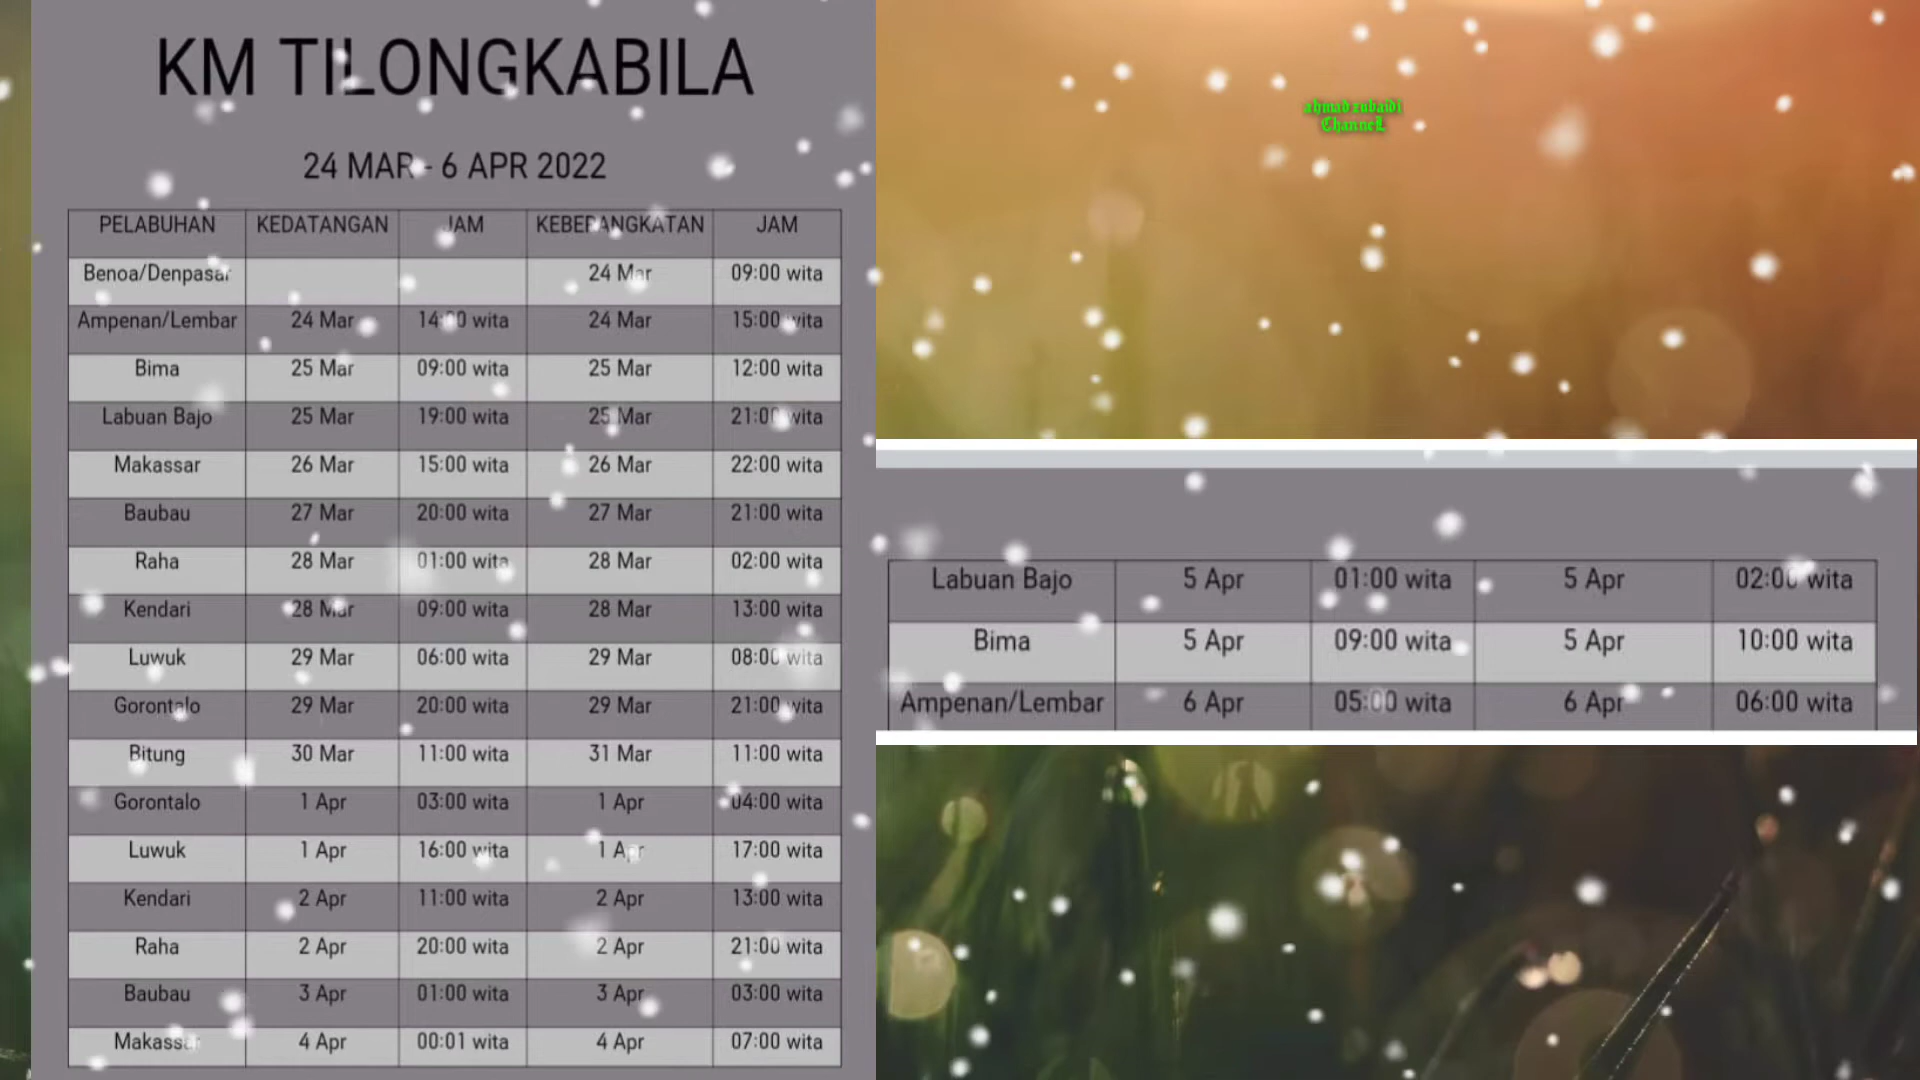 KM TILONGKABILA
24 MAR - 6 APR 2022
PELABUHAN KEDATANGAN JAM KEBERANGKATAN JAM
Benoa/Denpasar 24 Mar 09:00 wita
Ampenan/Lembar 24 Mar 14:00 wita 24 Mar 15:00 wita
Bima 25 Mar 09:00 wita 25 Mar 12:00 wita
Labuan Bajo 25 Mar 19:00 wita 25 Mar 21:00 wita
Makassar 26 Mar 15:00 wita 26 Mar 22:00 wita
Baubau 27 Mar 20:00 wita 27 Mar 21:00 wita
Raha 28 Mar 01:00 wita 28 Mar 02:00 wita
Kendari 28 Mar 09:00 wita 28 Mar 13:00 wita
Luwuk 29 Mar 06:00 wita 29 Mar 08:00 wita
Gorontalo 29 Mar 20:00 wita 29 Mar 21:00 wita
Bitung 30 Mar 11:00 wita 31 Mar 11:00 wita
Gorontalo 1 Apr 03:00 wita 1 Apr 04:00 wita
Luwuk 1 Apr 16:00 wita 1 Apr 17:00 wita
Kendari 2 Apr 11:00 wita 2 Apr 13:00 wita
Raha 2 Apr 20:00 wita 2 Apr 21:00 wita
Baubau 3 Apr 01:00 wita 3 Apr 03:00 wita
Makassar 4 Apr 00:01 wita 4 Apr 07:00 wita
ahmad zubaidi
ChanneL
Labuan Bajo 5 Apr 01:00 wita 5 Apr 02:00 wita
Bima 5 Apr 09:00 wita 5 Apr 10:00 wita
Ampenan/Lembar 6 Apr 05:00 wita 6 Apr 06:00 wita